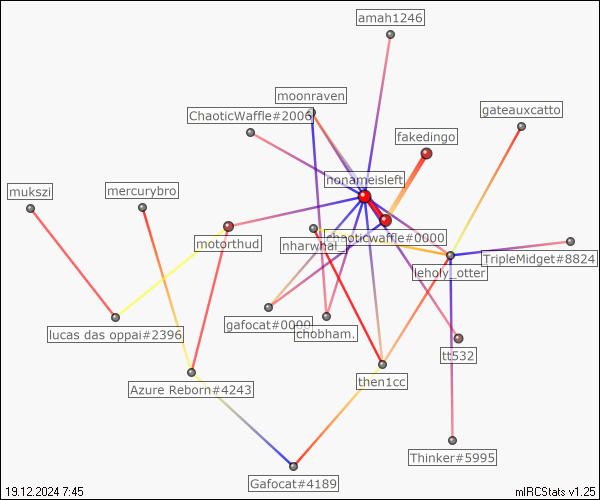 amah1246
moonraven
ChaoticWaffle#2006
gateauxcatto
fakedingo
nonameisleft
mukszi
mercurybro
chaoticwaffle#0000
motorthud
nharwhal_
TripleMidget#8824
leholy_otter
gafocat#0000
chobham.
lucas das oppai#2396
tt532
then1cc
Azure Reborn#4243
Thinker#5995
Gafocat#4189
19.12.2024 7:45
mIRCStats v1.25